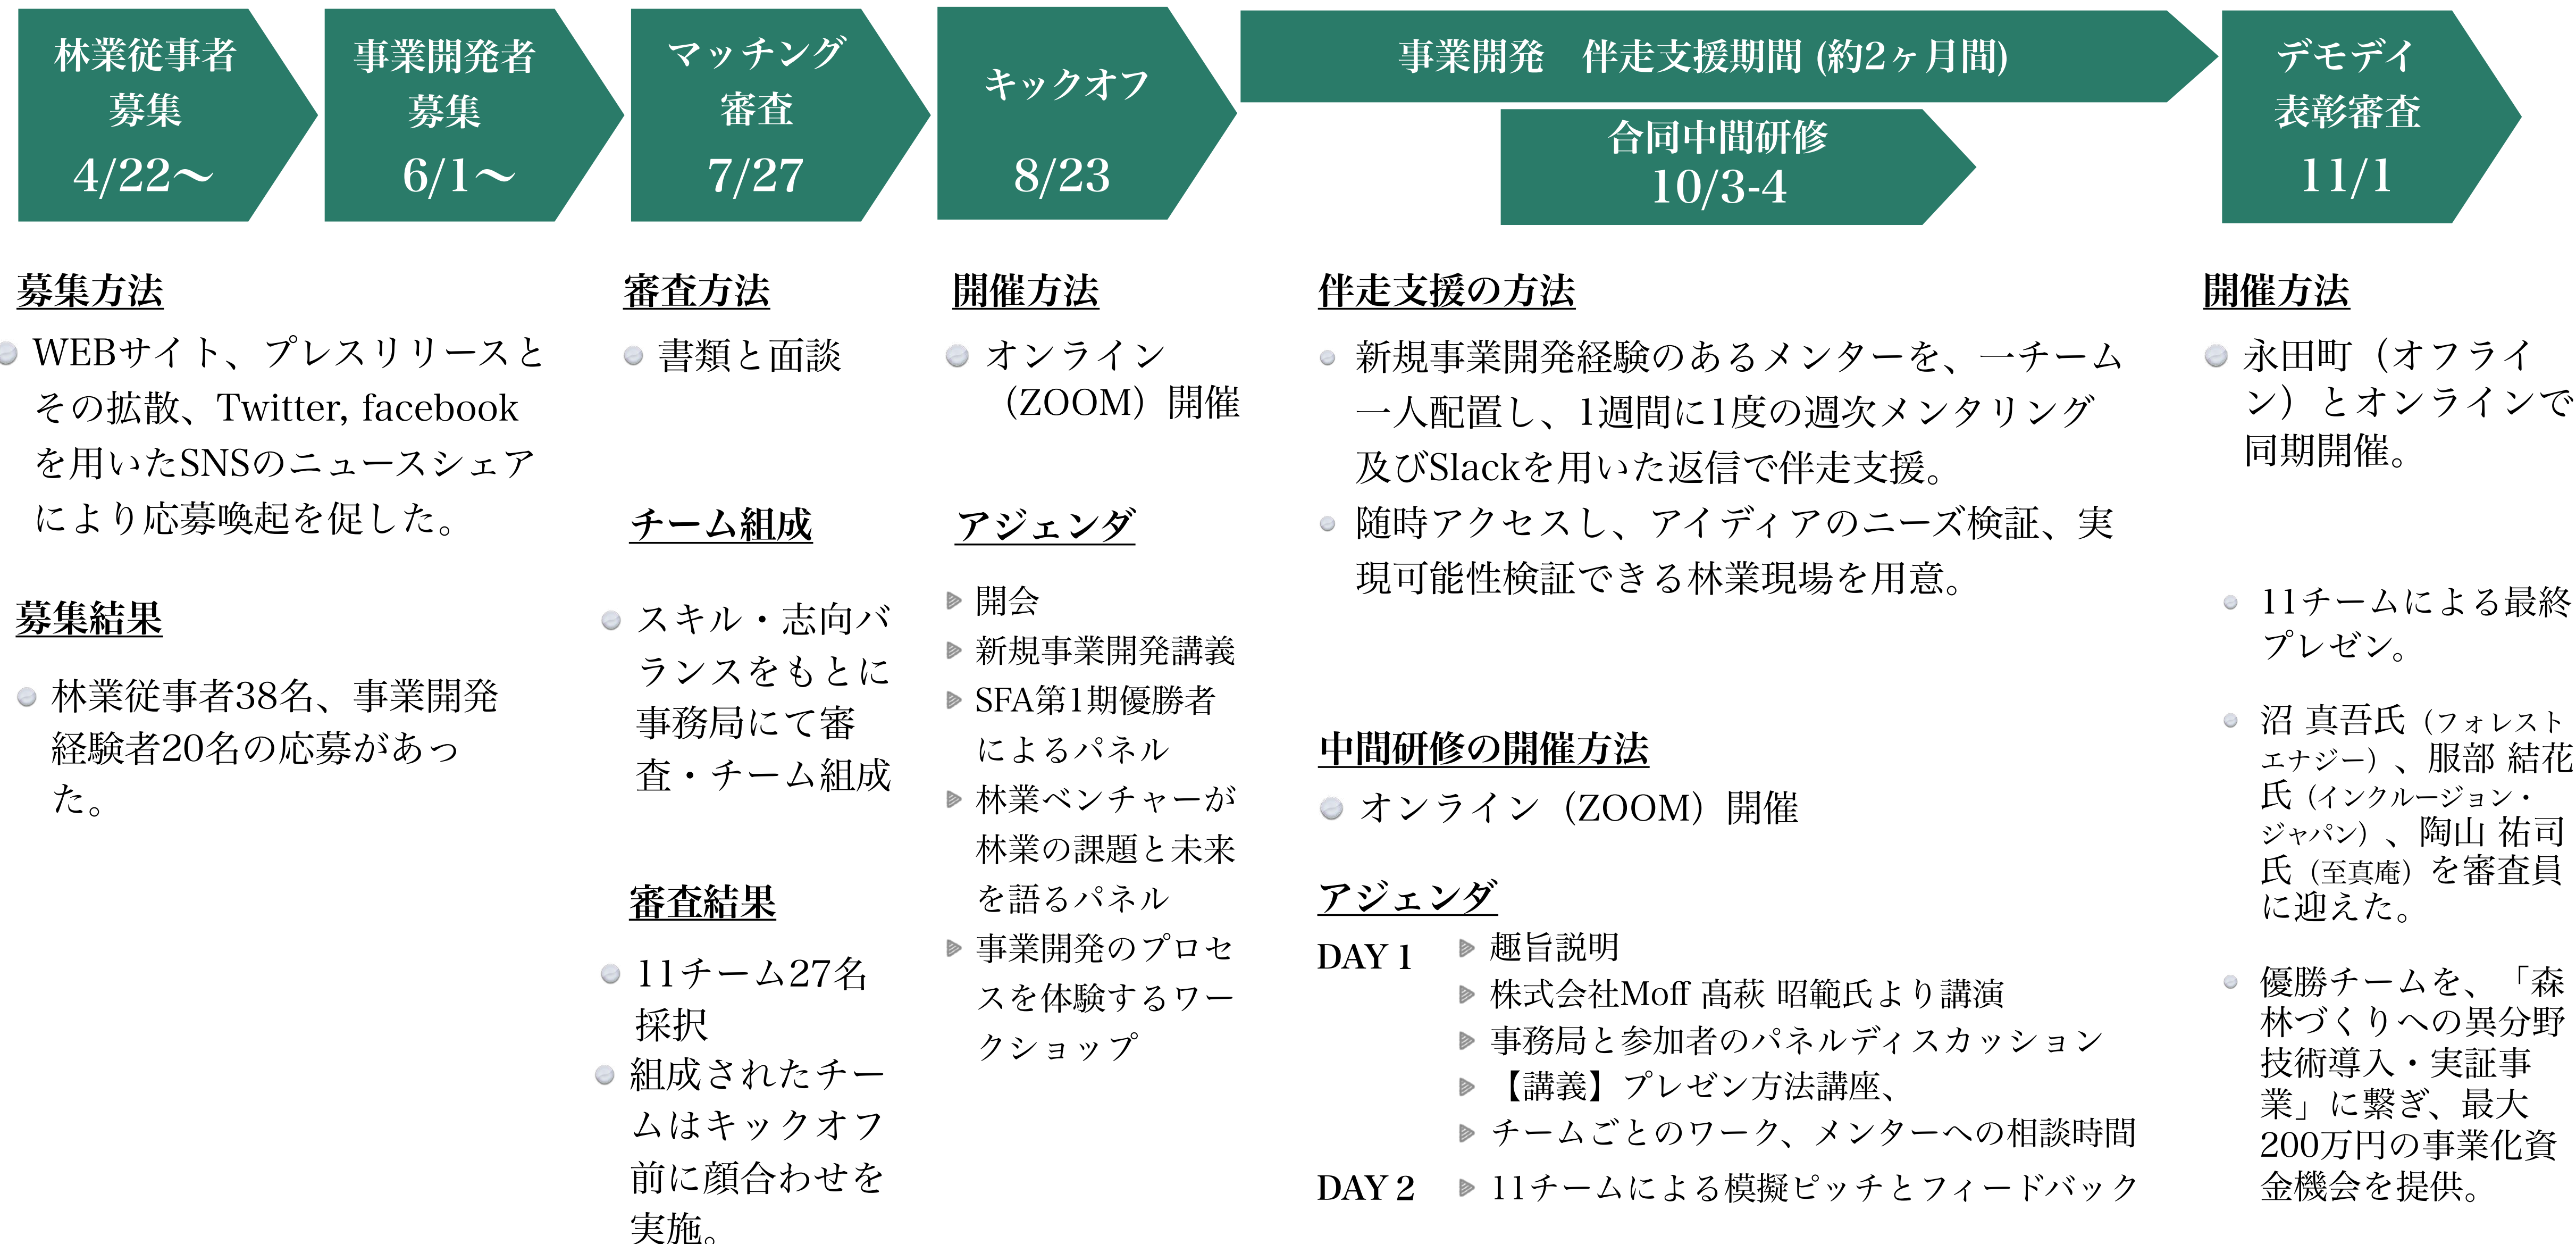 林業従事者
募集
4/22〜
事業開発者
募集
6/1〜
マッチング
審査
7/27
キックオフ
8/23
事業開発　伴走支援期間 (約2ヶ月間)
合同中間研修
10/3-4
デモデイ
表彰審査
11/1
募集方法
WEBサイト、プレスリリースと
その拡散、Twitter, facebook
を用いたSNSのニュースシェア
により応募喚起を促した。
募集結果
林業従事者38名、事業開発
経験者20名の応募があっ
た。
審査方法
書類と面談
チーム組成
スキル・志向バ
ランスをもとに
事務局にて審
査・チーム組成
審査結果
11チーム27名
採択
組成されたチー
ムはキックオフ
前に顔合わせを
実施。
開催方法
オンライン
（ZOOM）開催
アジェンダ
開会
新規事業開発講義
SFA第1期優勝者
によるパネル
林業ベンチャーが
林業の課題と未来
を語るパネル
事業開発のプロセ
スを体験するワー
クショップ
伴走支援の方法
新規事業開発経験のあるメンターを、一チーム
一人配置し、1週間に1度の週次メンタリング
及びSlackを用いた返信で伴走支援。
随時アクセスし、アイディアのニーズ検証、実
現可能性検証できる林業現場を用意。
中間研修の開催方法
オンライン（ZOOM）開催
アジェンダ
DAY 1
趣旨説明
株式会社Moff 髙萩 昭範氏より講演
事務局と参加者のパネルディスカッション
【講義】プレゼン方法講座、
チームごとのワーク、メンターへの相談時間
DAY 2
11チームによる模擬ピッチとフィードバック
開催方法
永田町（オフライ
ン）とオンラインで
同期開催。
11チームによる最終
プレゼン。
沼 真吾氏（フォレスト
エナジー）、服部 結花
氏（インクルージョン・
ジャパン）、陶山 祐司
氏（至真庵）を審査員
に迎えた。
優勝チームを、「森
林づくりへの異分野
技術導入・実証事
業」に繋ぎ、最大
200万円の事業化資
金機会を提供。